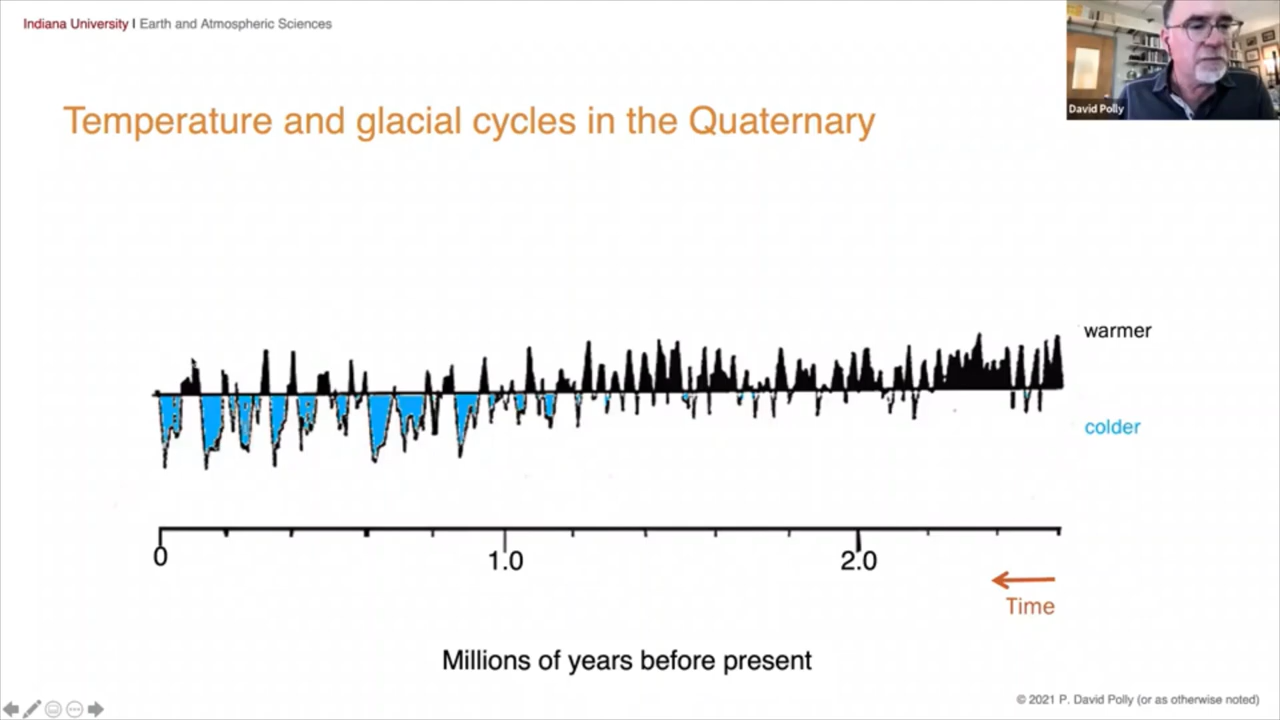 Indiana University | Earth and Atmospheric Sciences
David Polly
Temperature and glacial cycles in the Quaternary
warmer
colder
0
1.0
2.0
Time
Millions of years before present
© 2021 P. David Polly (or as otherwise noted)